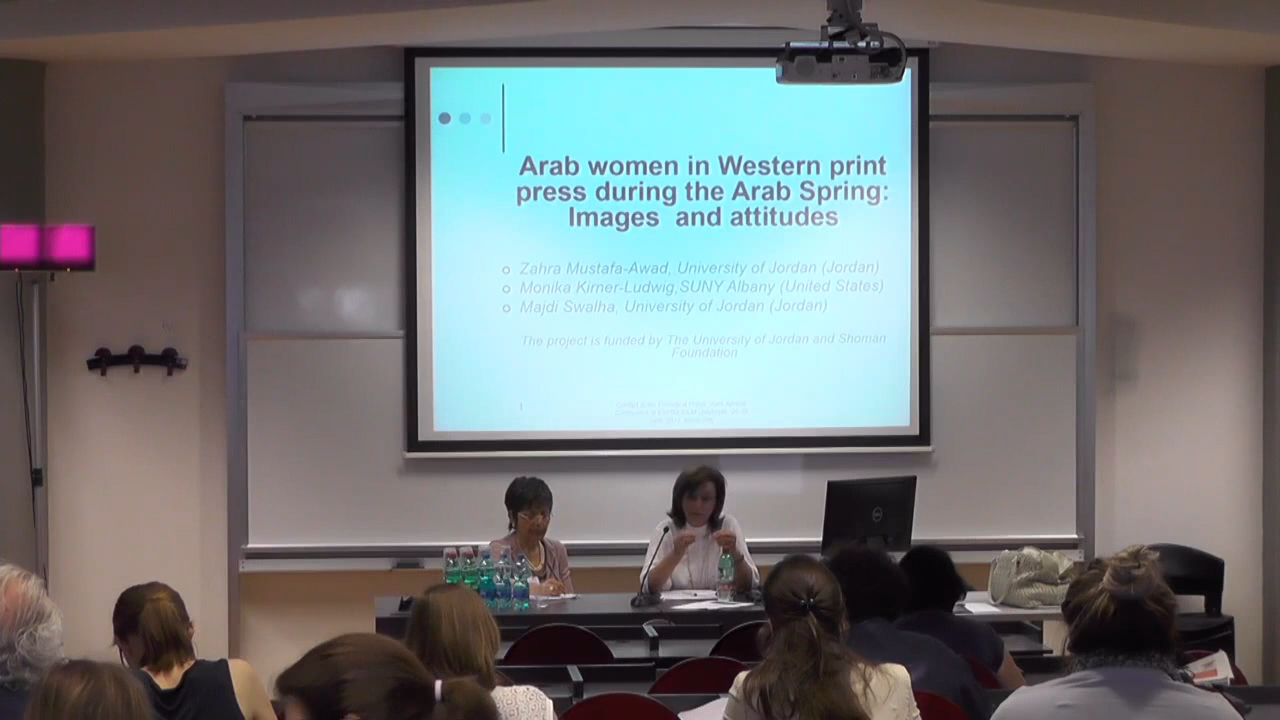 Arab women in Western print
press during the Arab Spring:
Images and attitudes
Zahra Mustafa-Awad, University of Jordan (Jordan)
Monika Kirner-Ludwig,SUNY Albany (United States)
Majdi Swalha, University of Jordan (Jordan)
The project is funded by The University of Jordan and Shoman
Foundation
DELL